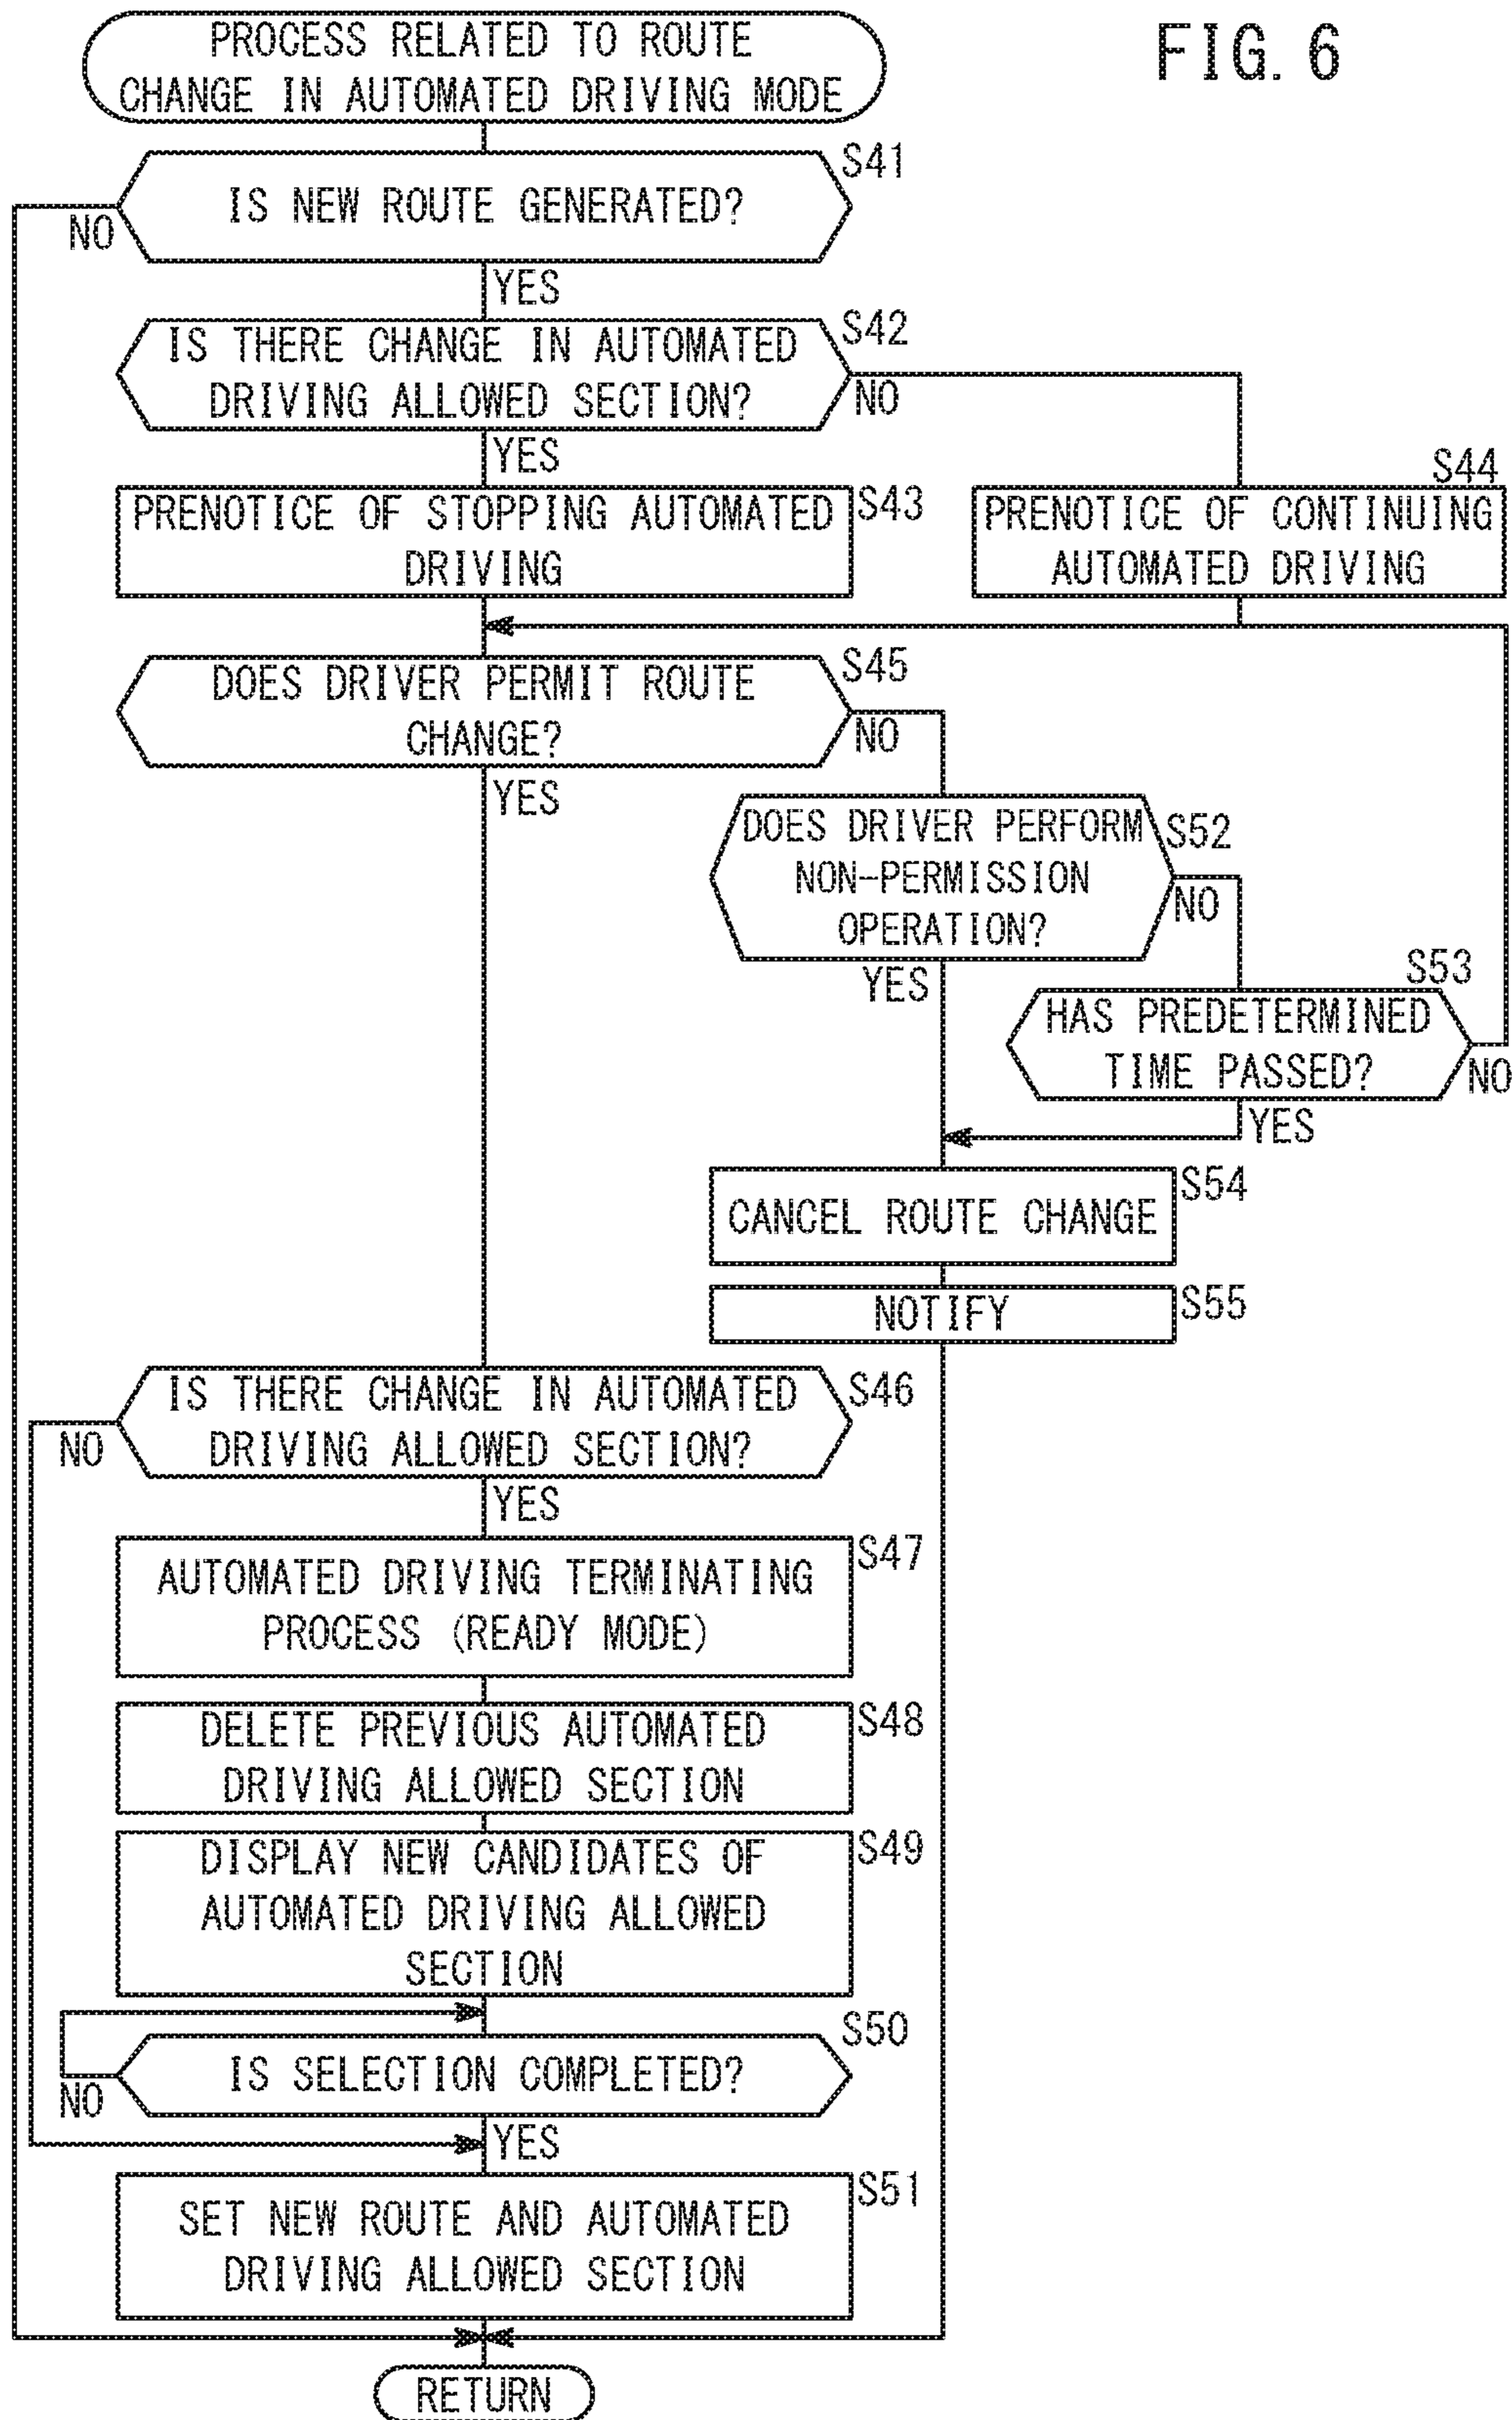 FIG. 6
PROCESS RELATED TO ROUTE
CHANGE IN AUTOMATED DRIVING MODE
S41
IS NEW ROUTE GENERATED?
NO
YES
S42
IS THERE CHANGE IN AUTOMATED
DRIVING ALLOWED SECTION?
NO
YES
S43
PRENOTICE OF STOPPING AUTOMATED
DRIVING
S44
PRENOTICE OF CONTINUING
AUTOMATED DRIVING
S45
DOES DRIVER PERMIT ROUTE
CHANGE?
NO
YES
S52
DOES DRIVER PERFORM
NON-PERMISSION
OPERATION?
NO
YES
S53
HAS PREDETERMINED
TIME PASSED?
NO
YES
S54
CANCEL ROUTE CHANGE
S55
NOTIFY
S46
IS THERE CHANGE IN AUTOMATED
DRIVING ALLOWED SECTION?
NO
YES
S47
AUTOMATED DRIVING TERMINATING
PROCESS (READY MODE)
S48
DELETE PREVIOUS AUTOMATED
DRIVING ALLOWED SECTION
S49
DISPLAY NEW CANDIDATES OF
AUTOMATED DRIVING ALLOWED
SECTION
S50
IS SELECTION COMPLETED?
NO
YES
S51
SET NEW ROUTE AND AUTOMATED
DRIVING ALLOWED SECTION
RETURN